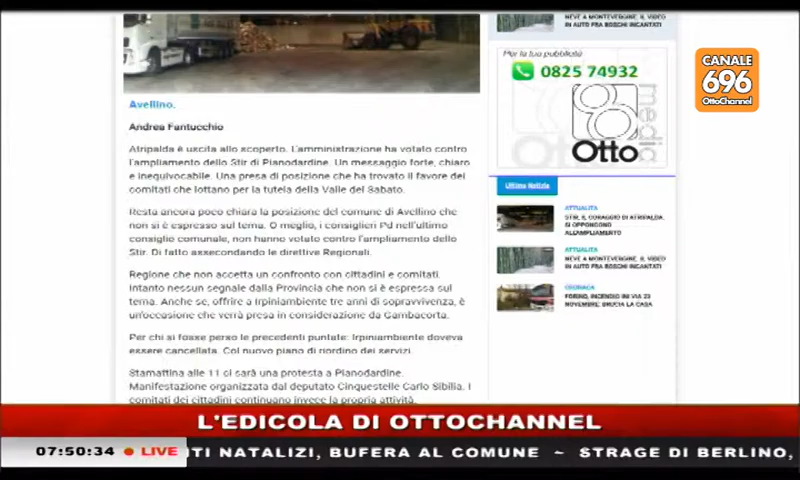 NEVE A MONTEVERGINE. IL VIDEO
IN AUTO FRA BOSCHI INCANTATI
Per la tua pubblicità
0825 74932
8
media
Otto
CANALE
696
OttoChannel
Avellino.
Andrea Fantucchio
Atripalda è uscita allo scoperto. L'amministrazione ha votato contro
l'ampliamento dello Stir di Pianodardine. Un messaggio forte, chiaro
e inequivocabile. Una presa di posizione che ha trovato il favore dei
comitati che lottano per la tutela della Valle del Sabato.
Resta ancora poco chiara la posizione del comune di Avellino che
non si è espresso sul tema. O meglio, i consiglieri Pd nell'ultimo
consiglio comunale, non hanno votato contro l'ampliamento dello
Stir. Di fatto assecondando le direttive Regionali.
Regione che non accetta un confronto con cittadini e comitati.
Intanto nessun segnale dalla Provincia che non si è espressa sul
tema. Anche se, offrire a Irpiniambiente tre anni di sopravvivenza, è
un'occasione che verrà presa in considerazione da Gambacorta.
Per chi si fosse perso le precedenti puntate: Irpiniambiente doveva
essere cancellata. Col nuovo piano di riordino dei servizi.
Stamattina alle 11 ci sarà una protesta a Pianodardine.
Manifestazione organizzata dal deputato Cinquestelle Carlo Sibilia. I
comitati dei cittadini continuano invece la propria attività.
Ultime Notizie
ATTUALITA
STIR, IL CORAGGIO DI ATRIPALDA.
SI OPPONGONO
ALL'AMPLIAMENTO
ATTUALITA
NEVE A MONTEVERGINE. IL VIDEO
IN AUTO FRA BOSCHI INCANTATI
CRONACA
FORINO, INCENDIO IN VIA 23
NOVEMBRE: BRUCIA LA CASA
L'EDICOLA DI OTTOCHANNEL
07:50:34 LIVE
TI NATALIZI, BUFERA AL COMUNE ~ STRAGE DI BERLINO,